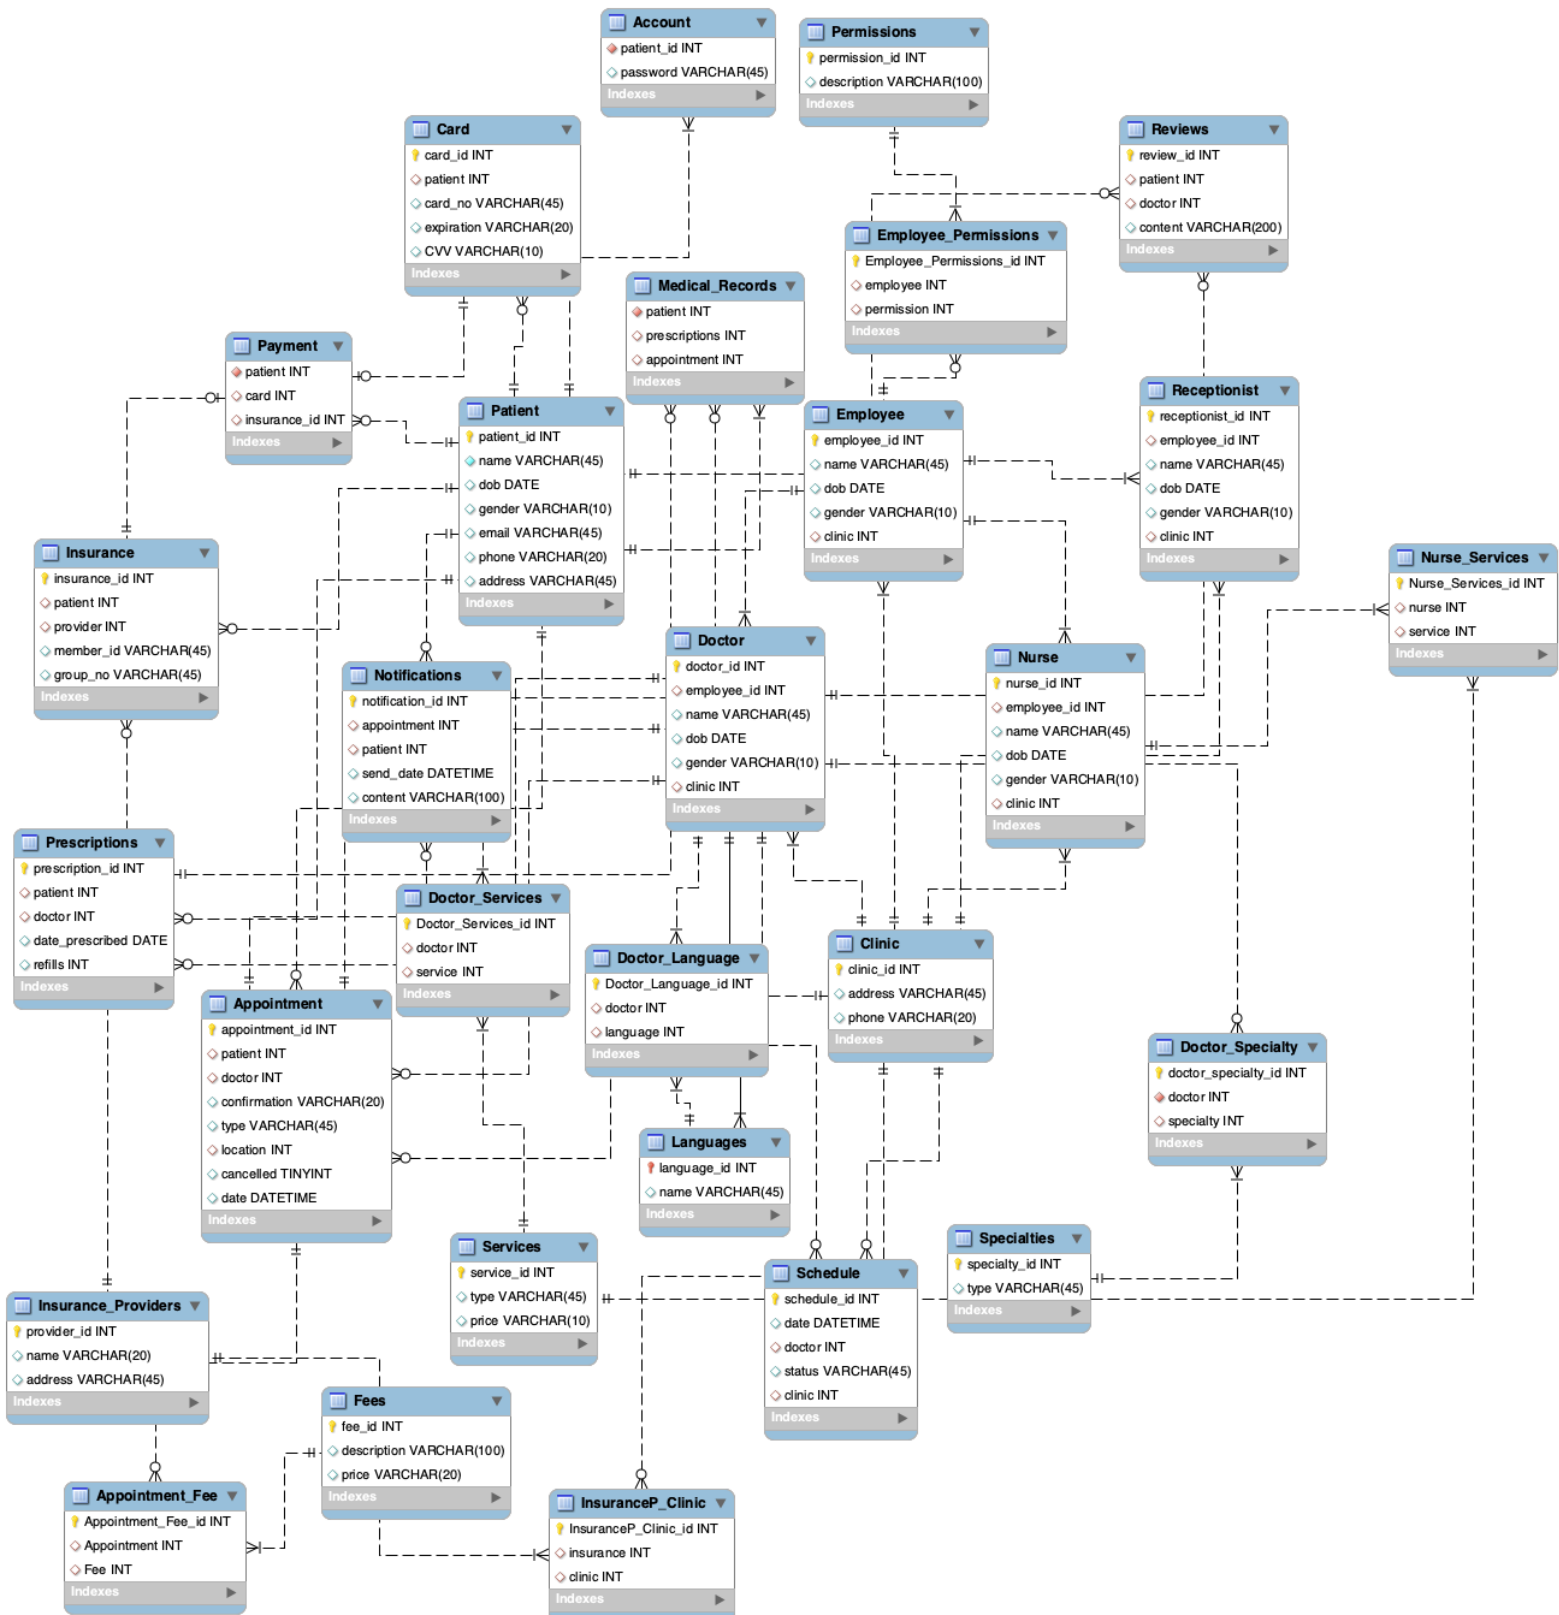 Account
patient_id INT
password VARCHAR(45)
Indexes
Permissions
permission_id INT
description VARCHAR(100)
Indexes
Card
card_id INT
patient INT
card_no VARCHAR(45)
expiration VARCHAR(20)
CVV VARCHAR(10)
Indexes
Reviews
review_id INT
patient INT
doctor INT
content VARCHAR(200)
Indexes
Employee_Permissions
Employee_Permissions_id INT
employee INT
permission INT
Indexes
Medical_Records
patient INT
prescriptions INT
appointment INT
Indexes
Payment
patient INT
card INT
insurance_id INT
Indexes
Patient
patient_id INT
name VARCHAR(45)
dob DATE
gender VARCHAR(10)
email VARCHAR(45)
phone VARCHAR(20)
address VARCHAR(45)
Indexes
Employee
employee_id INT
name VARCHAR(45)
dob DATE
gender VARCHAR(10)
clinic INT
Indexes
Receptionist
receptionist_id INT
employee_id INT
name VARCHAR(45)
dob DATE
gender VARCHAR(10)
clinic INT
Indexes
Insurance
insurance_id INT
patient INT
provider INT
member_id VARCHAR(45)
group_no VARCHAR(45)
Indexes
Nurse_Services
Nurse_Services_id INT
nurse INT
service INT
Indexes
Doctor
doctor_id INT
employee_id INT
name VARCHAR(45)
dob DATE
gender VARCHAR(10)
clinic INT
Indexes
Nurse
nurse_id INT
employee_id INT
name VARCHAR(45)
dob DATE
gender VARCHAR(10)
clinic INT
Indexes
Notifications
notification_id INT
appointment INT
patient INT
send_date DATETIME
content VARCHAR(100)
Indexes
Prescriptions
prescription_id INT
patient INT
doctor INT
date_prescribed DATE
refills INT
Indexes
Doctor_Services
Doctor_Services_id INT
doctor INT
service INT
Indexes
Doctor_Language
Doctor_Language_id INT
doctor INT
language INT
Indexes
Clinic
clinic_id INT
address VARCHAR(45)
phone VARCHAR(20)
Indexes
Appointment
appointment_id INT
patient INT
doctor INT
confirmation VARCHAR(20)
type VARCHAR(45)
location INT
cancelled TINYINT
date DATETIME
Indexes
Doctor_Specialty
doctor_specialty_id INT
doctor INT
specialty INT
Indexes
Languages
language_id INT
name VARCHAR(45)
Indexes
Services
service_id INT
type VARCHAR(45)
price VARCHAR(10)
Indexes
Specialties
specialty_id INT
type VARCHAR(45)
Indexes
Schedule
schedule_id INT
date DATETIME
doctor INT
status VARCHAR(45)
clinic INT
Indexes
Insurance_Providers
provider_id INT
name VARCHAR(20)
address VARCHAR(45)
Indexes
Fees
fee_id INT
description VARCHAR(100)
price VARCHAR(20)
Indexes
Appointment_Fee
Appointment_Fee_id INT
Appointment INT
Fee INT
Indexes
InsuranceP_Clinic
InsuranceP_Clinic_id INT
insurance INT
clinic INT
Indexes